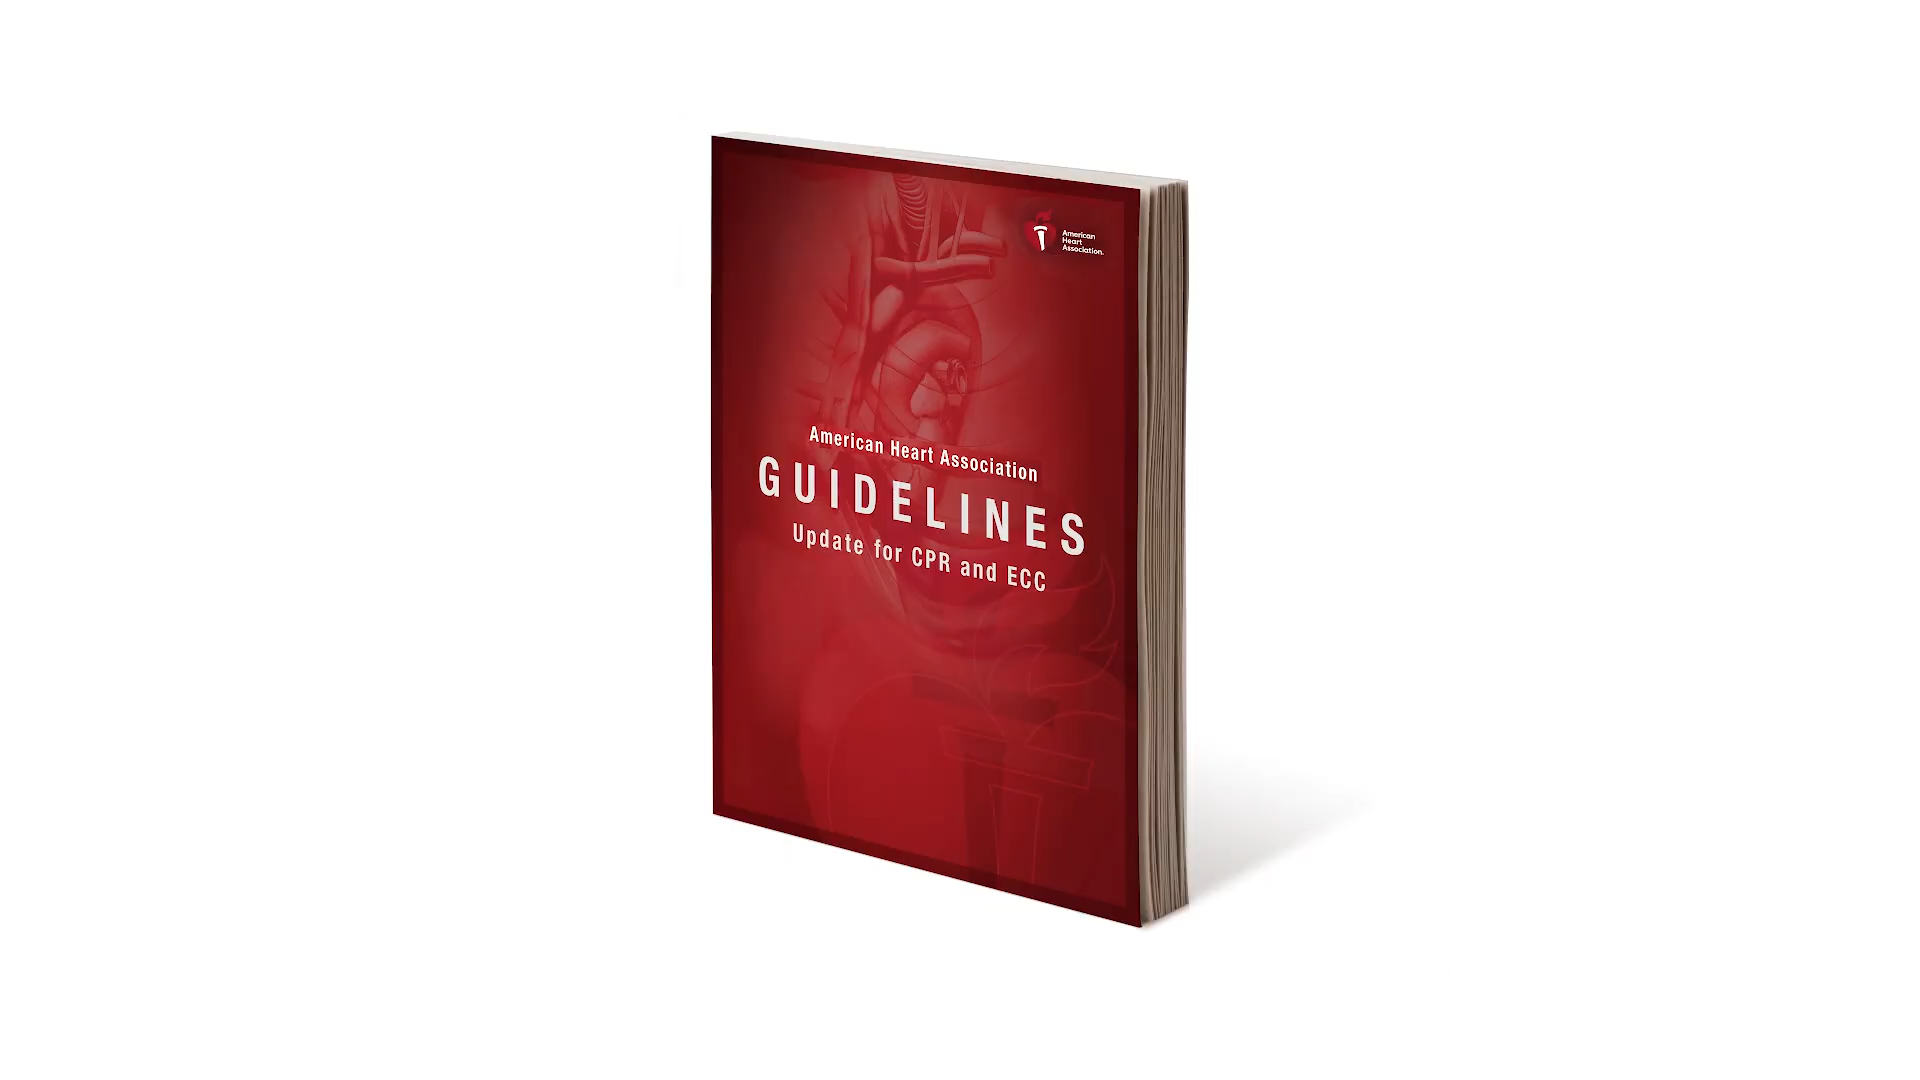 American
Heart
Association.
American Heart Association
GUIDELINES
Update for CPR and ECC